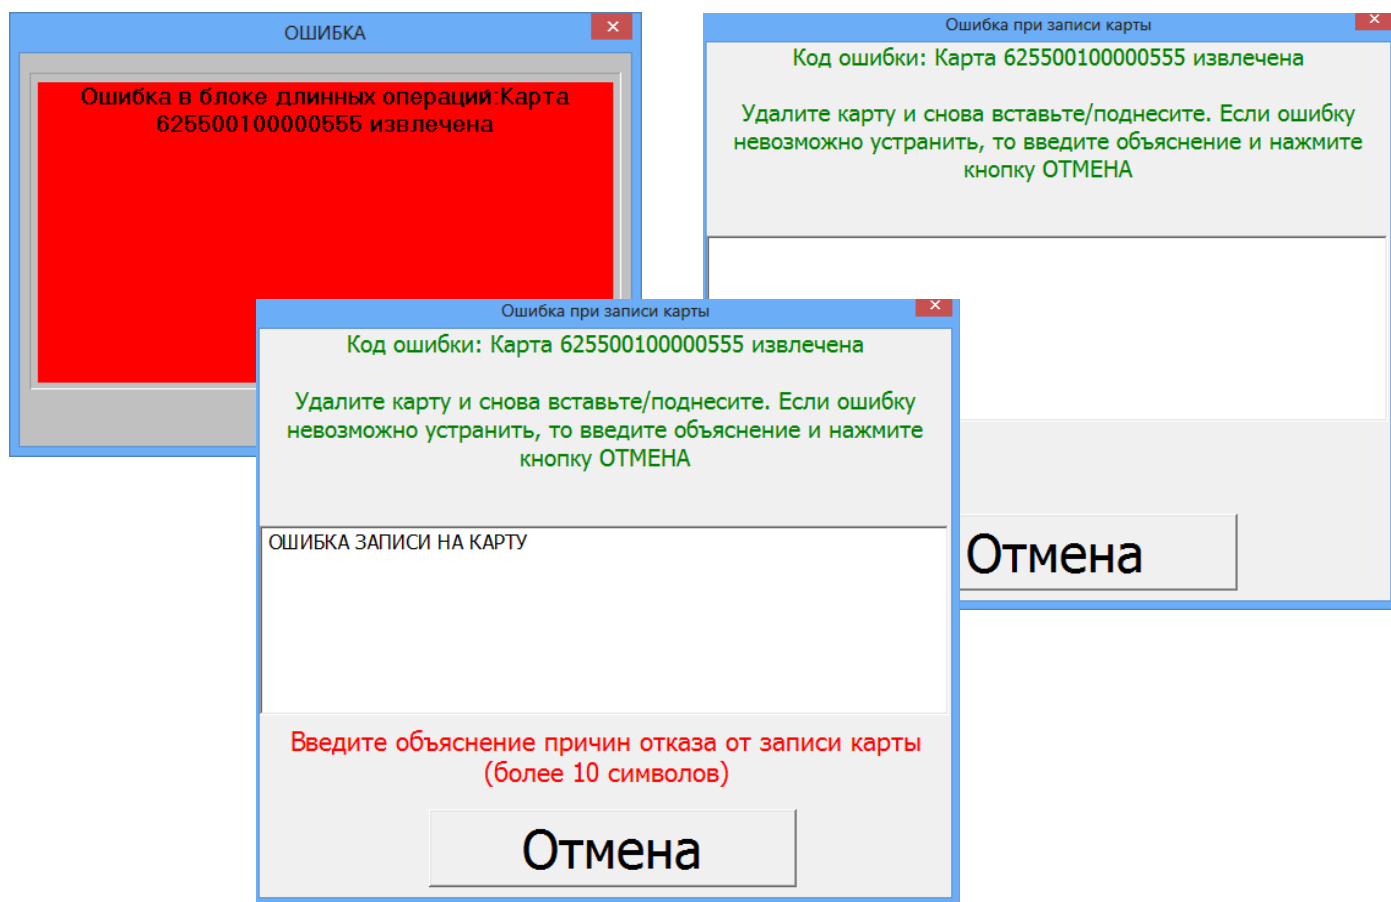 ОШИБКА
Ошибка в блоке длинных операций:Карта
625500100000555 извлечена
Ошибка при записи карты
Код ошибки: Карта 625500100000555 извлечена
Удалите карту и снова вставьте/поднесите. Если ошибку
невозможно устранить, то введите объяснение и нажмите
кнопку ОТМЕНА
Отмена
Ошибка при записи карты
Код ошибки: Карта 625500100000555 извлечена
Удалите карту и снова вставьте/поднесите. Если ошибку
невозможно устранить, то введите объяснение и нажмите
кнопку ОТМЕНА
ОШИБКА ЗАПИСИ НА КАРТУ
Введите объяснение причин отказа от записи карты
(более 10 символов)
Отмена